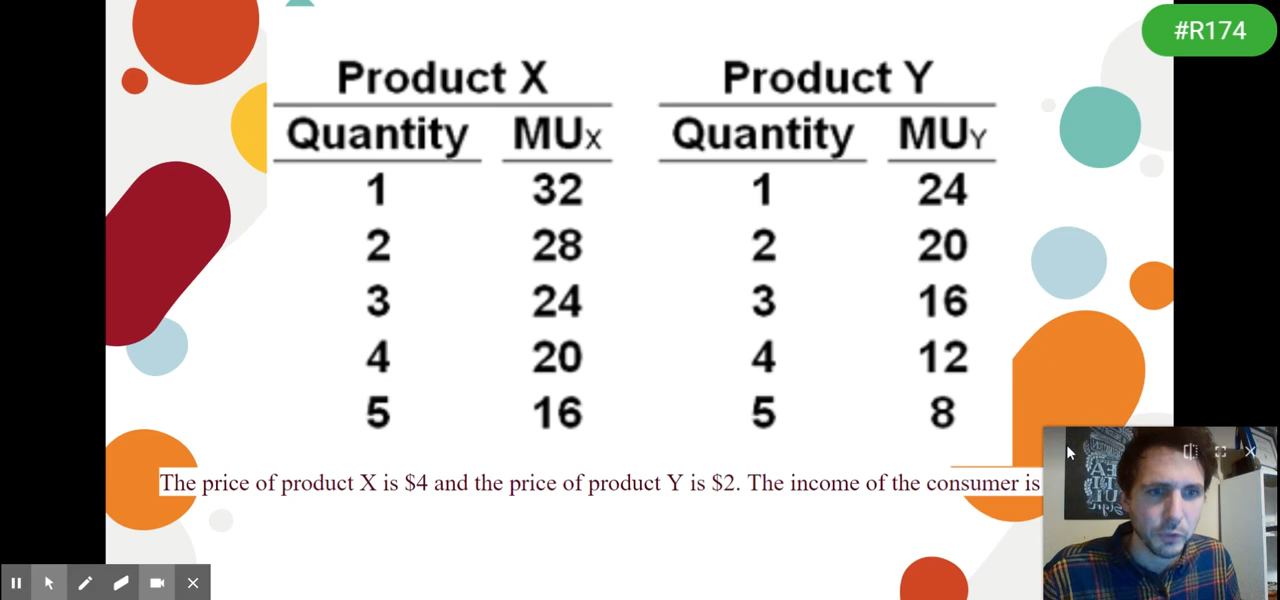 #R174
Product X Product Y
Quantity MUx Quantity MUY
1 32 1 24
2 28 2 20
3 24 3 16
4 20 4 12
5 16 5 8
The price of product X is $4 and the price of product Y is $2. The income of the consumer is